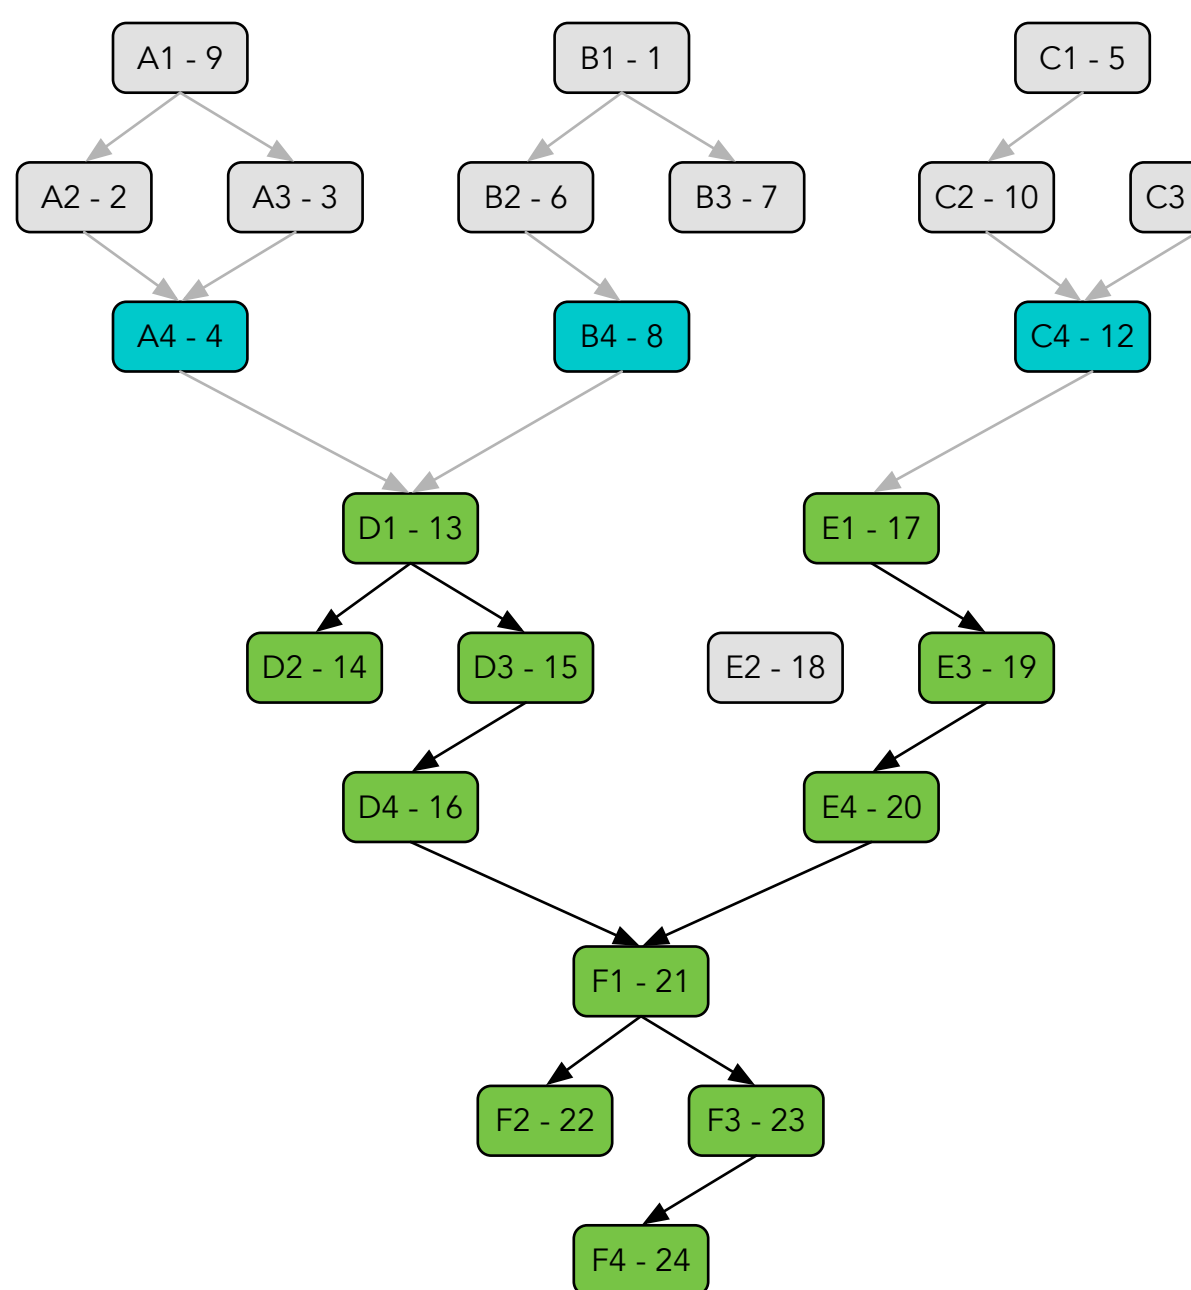 A1 - 9
B1 - 1
C1 - 5
A2 - 2
A3 - 3
B2 - 6
B3 - 7
C2 - 10
C3
A4 - 4
B4 - 8
C4 - 12
D1 - 13
E1 - 17
D2 - 14
D3 - 15
E2 - 18
E3 - 19
D4 - 16
E4 - 20
F1 - 21
F2 - 22
F3 - 23
F4 - 24